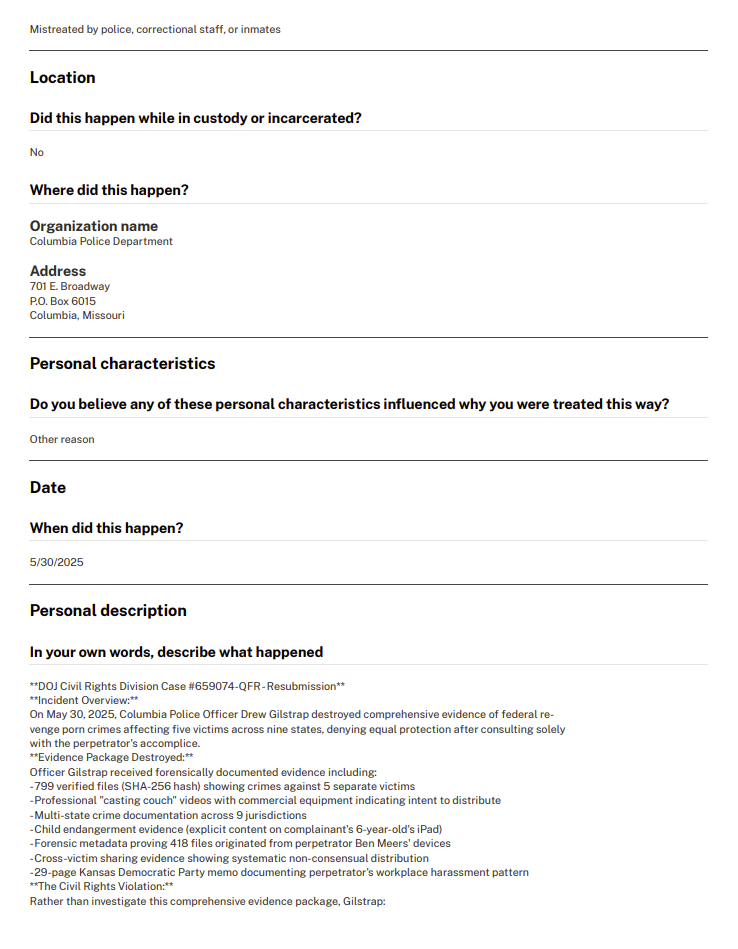 Mistreated by police, correctional staff, or inmates
Location
Did this happen while in custody or incarcerated?
No
Where did this happen?
Organization name
Columbia Police Department
Address
701 E. Broadway
P.O. Box 6015
Columbia, Missouri
Personal characteristics
Do you believe any of these personal characteristics influenced why you were treated this way?
Other reason
Date
When did this happen?
5/30/2025
Personal description
In your own words, describe what happened
**DOJ Civil Rights Division Case #659074-QFR - Resubmission**
**Incident Overview:**
On May 30, 2025, Columbia Police Officer Drew Gilstrap destroyed comprehensive evidence of federal re-
venge porn crimes affecting five victims across nine states, denying equal protection after consulting solely
with the perpetrator's accomplice.
**Evidence Package Destroyed:**
Officer Gilstrap received forensically documented evidence including:
-799 verified files (SHA-256 hash) showing crimes against 5 separate victims
-Professional "casting couch" videos with commercial equipment indicating intent to distribute
-Multi-state crime documentation across 9 jurisdictions
-Child endangerment evidence (explicit content on complainant's 6-year-old's iPad)
-Forensic metadata proving 418 files originated from perpetrator Ben Meers' devices
-Cross-victim sharing evidence showing systematic non-consensual distribution
-29-page Kansas Democratic Party memo documenting perpetrator's workplace harassment pattern
**The Civil Rights Violation:**
Rather than investigate this comprehensive evidence package, Gilstrap: